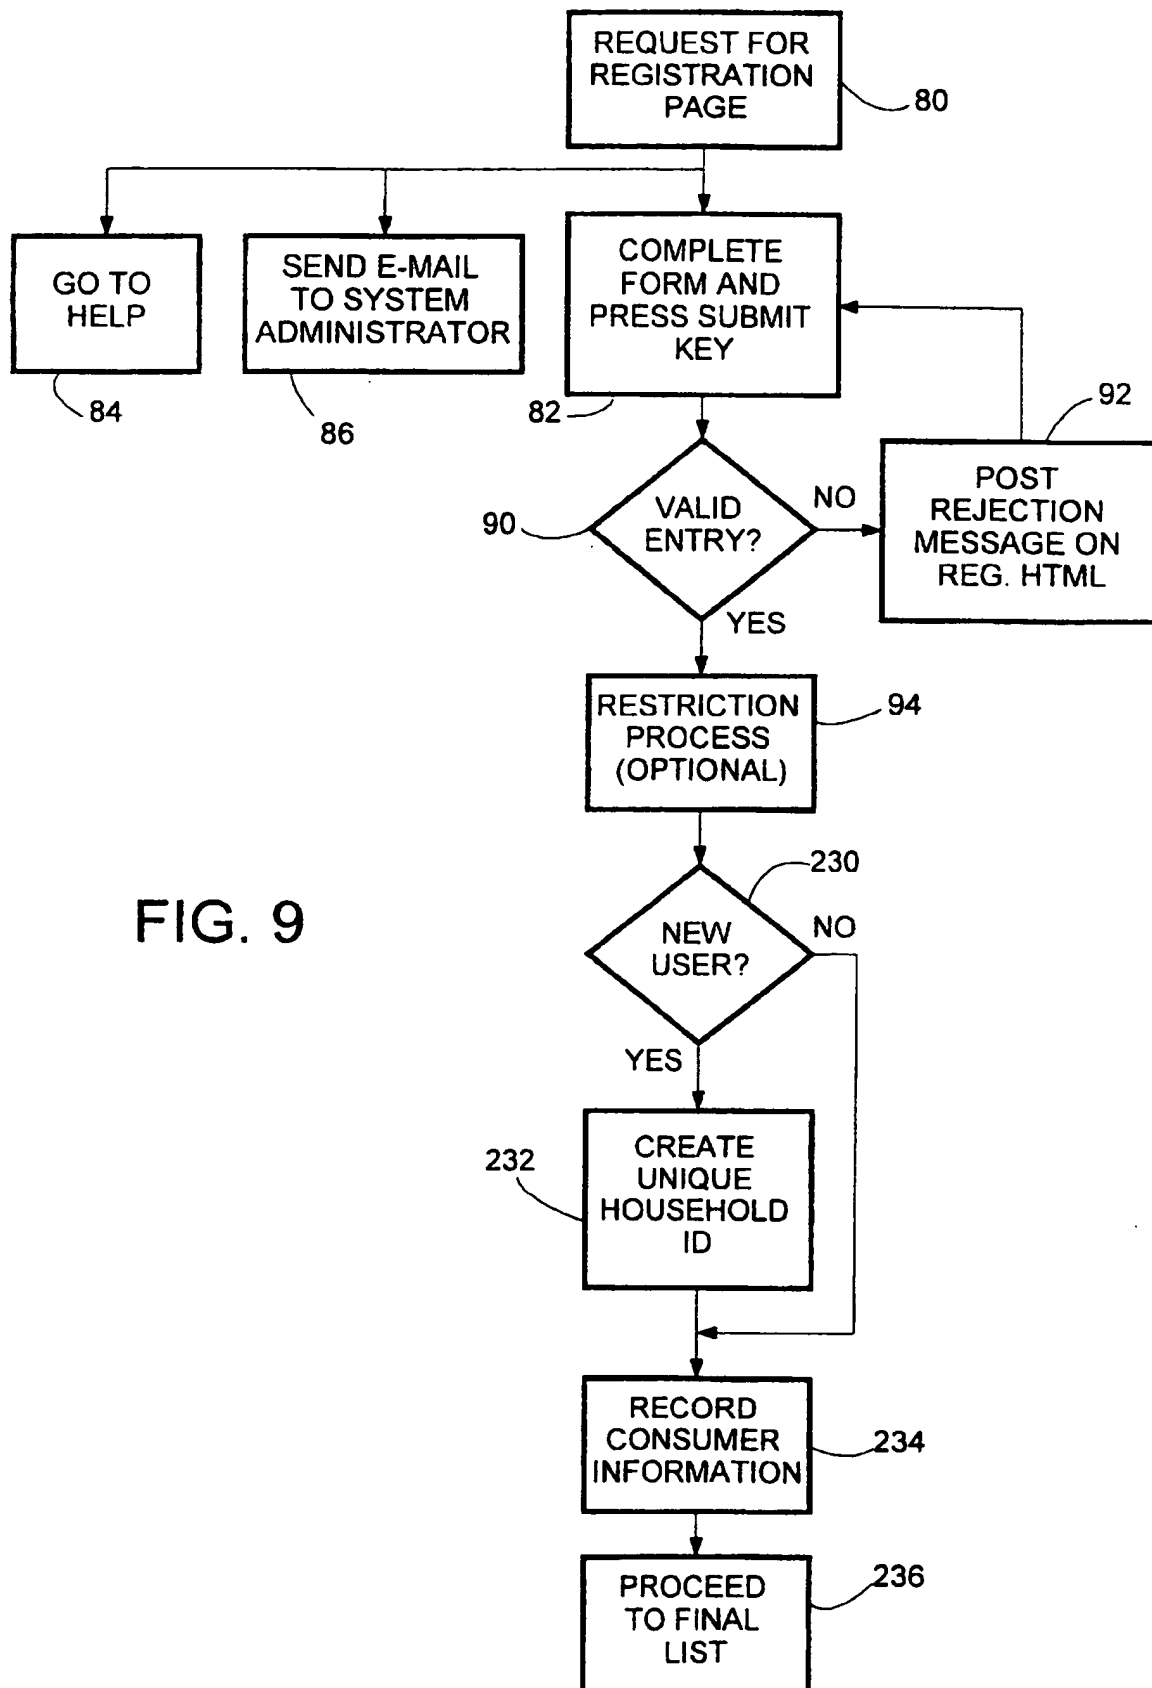 REQUEST FOR
REGISTRATION
PAGE
80
GO TO
HELP
84
SEND E-MAIL
TO SYSTEM
ADMINISTRATOR
86
COMPLETE
FORM AND
PRESS SUBMIT
KEY
82
92
POST
REJECTION
MESSAGE ON
REG. HTML
NO
90
VALID
ENTRY?
YES
RESTRICTION
PROCESS
(OPTIONAL)
94
230
FIG. 9
NEW
USER?
NO
YES
232
CREATE
UNIQUE
HOUSEHOLD
ID
RECORD
CONSUMER
INFORMATION
234
PROCEED
TO FINAL
LIST
236